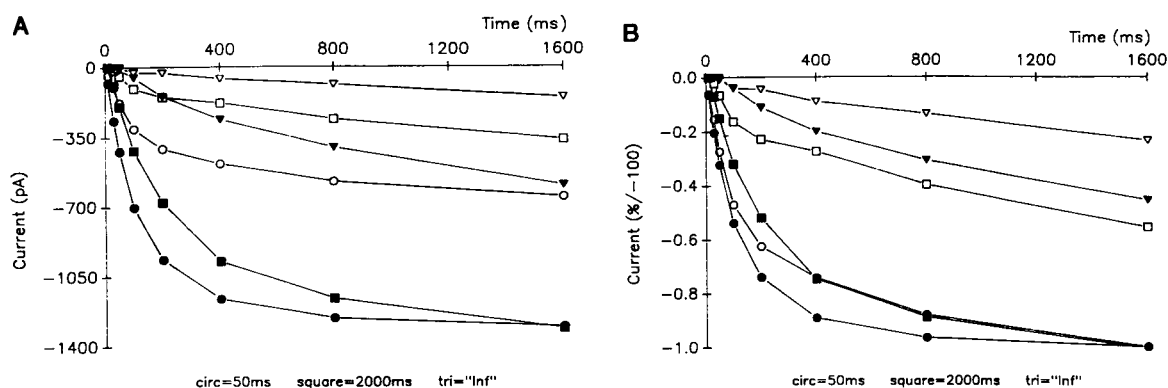 A
Time (ms)
0 400 800 1200 1600
0
−350
−700
−1050
−1400
Current (pA)
circ=50ms square=2000ms tri="Inf"
B
Time (ms)
0 400 800 1200 1600
0.0
−0.2
−0.4
−0.6
−0.8
−1.0
Current (%/−100)
circ=50ms square=2000ms tri="Inf"